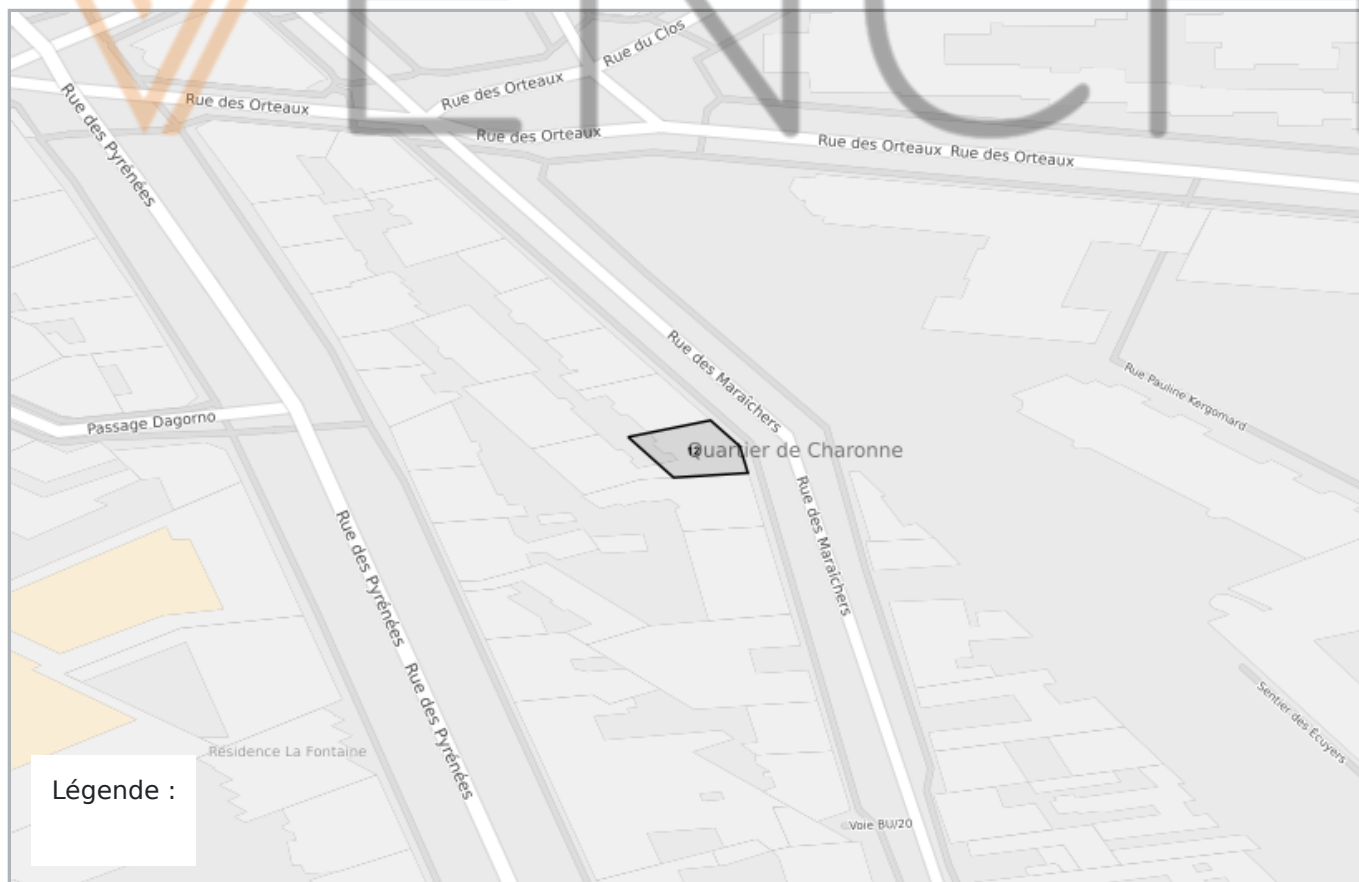 ENCI
Rue du Clos
Rue des Orteaux
Rue des Orteaux
Rue des Orteaux
Rue des Orteaux Rue des Orteaux
Rue des Pyrénées
Rue des Maraîchers
Rue Pauline Kergomard
Passage Dagorno
12
Quartier de Charonne
Rue des Maraîchers
Rue des Pyrénées
Rue des Pyrénées
Sentier des Écuyers
Résidence La Fontaine
Légende :
Voie BU/20